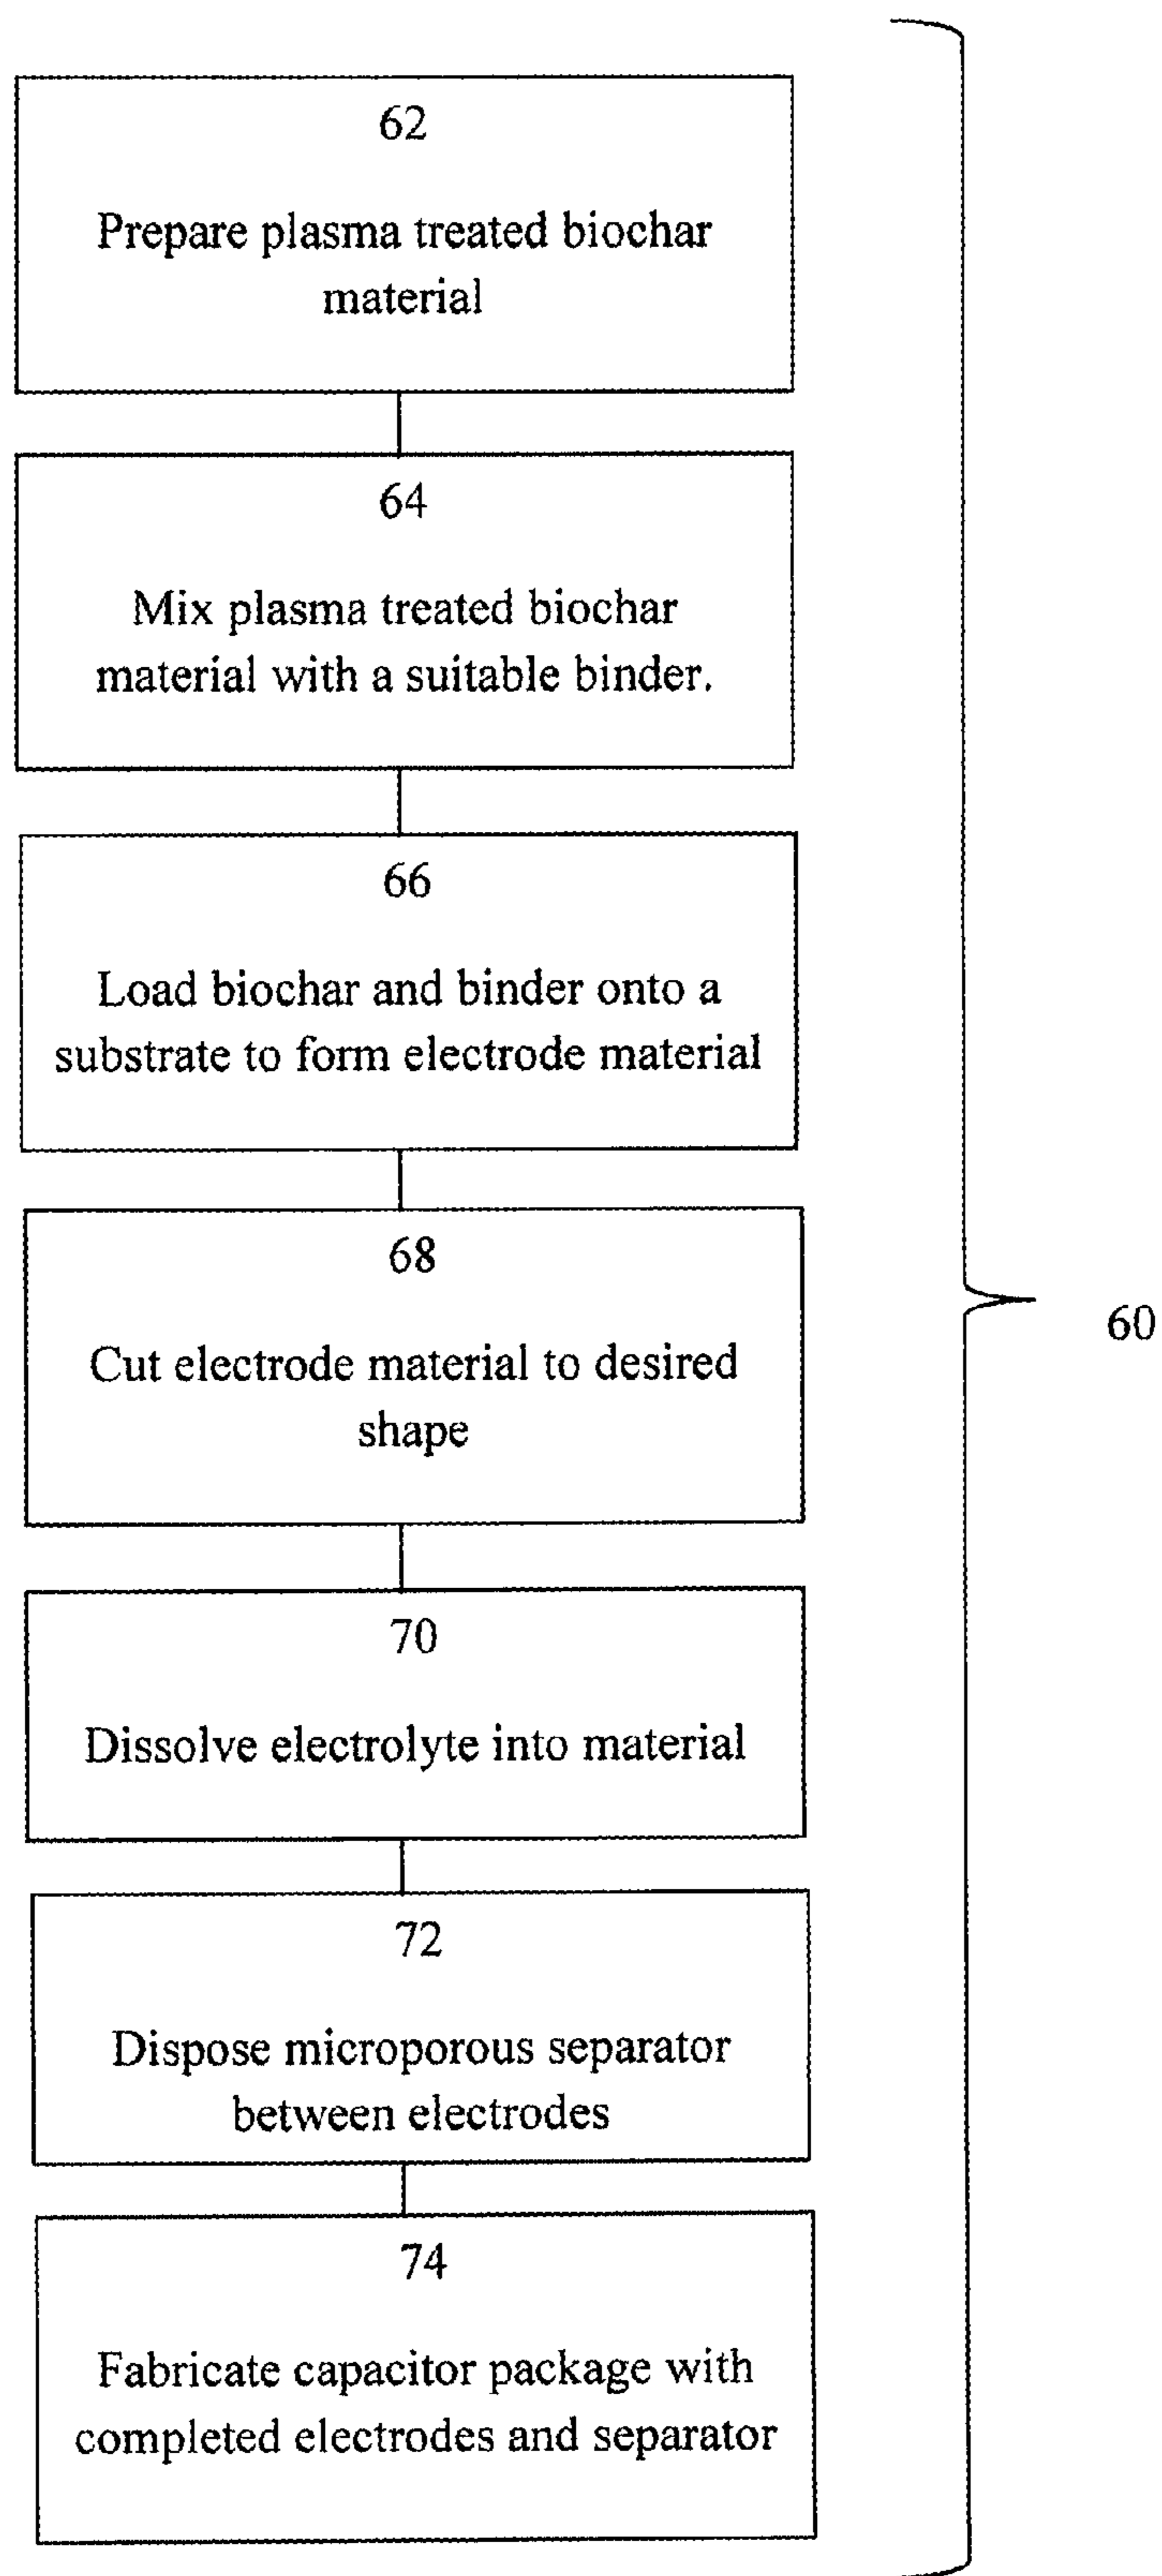 62
Prepare plasma treated biochar
material
64
Mix plasma treated biochar
material with a suitable binder.
66
Load biochar and binder onto a
substrate to form electrode material
68
Cut electrode material to desired
shape
60
70
Dissolve electrolyte into material
72
Dispose microporous separator
between electrodes
74
Fabricate capacitor package with
completed electrodes and separator